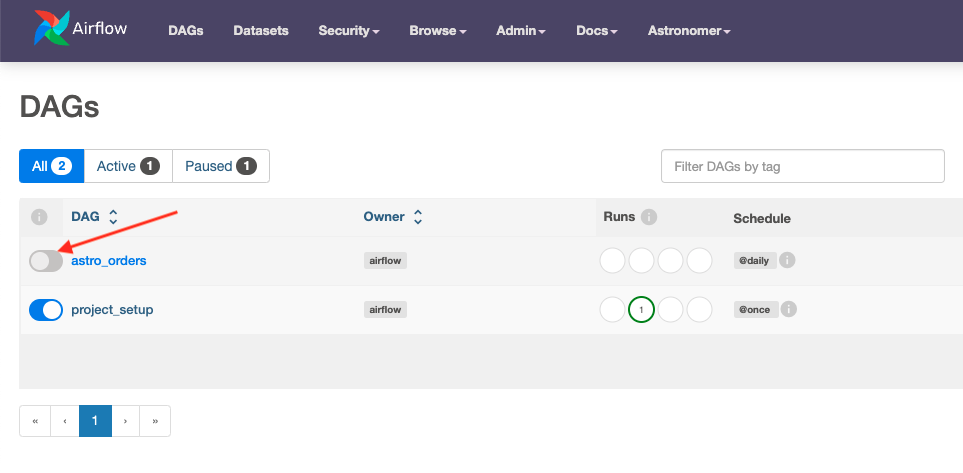 Airflow DAGs Datasets Security Browse Admin Docs Astronomer
DAGs
All 2 Active 1 Paused 1 Filter DAGs by tag
i DAG Owner Runs i Schedule
astro_orders airflow @daily i
project_setup airflow 1 @once i
« ‹ 1 › »